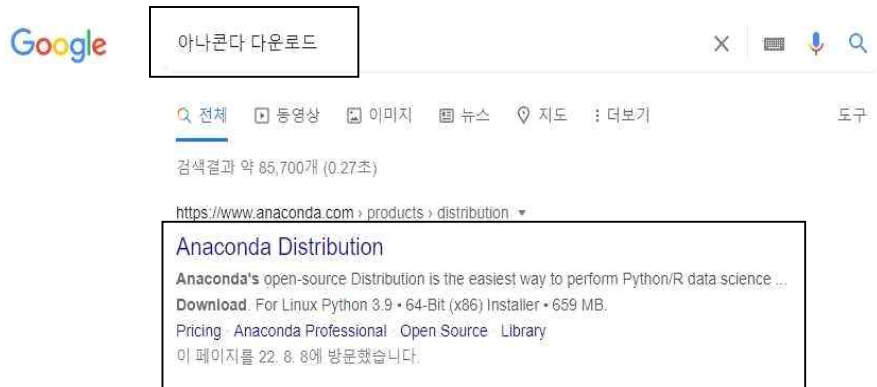 Google 아나콘다 다운로드
전체 동영상 이미지 뉴스 지도 더보기 도구
검색결과 약 85,700개 (0.27초)
https://www.anaconda.com › products › distribution
Anaconda Distribution
Anaconda's open-source Distribution is the easiest way to perform Python/R data science ...
Download. For Linux Python 3.9 • 64-Bit (x86) Installer • 659 MB.
Pricing · Anaconda Professional · Open Source · Library
이 페이지를 22. 8. 8에 방문했습니다.